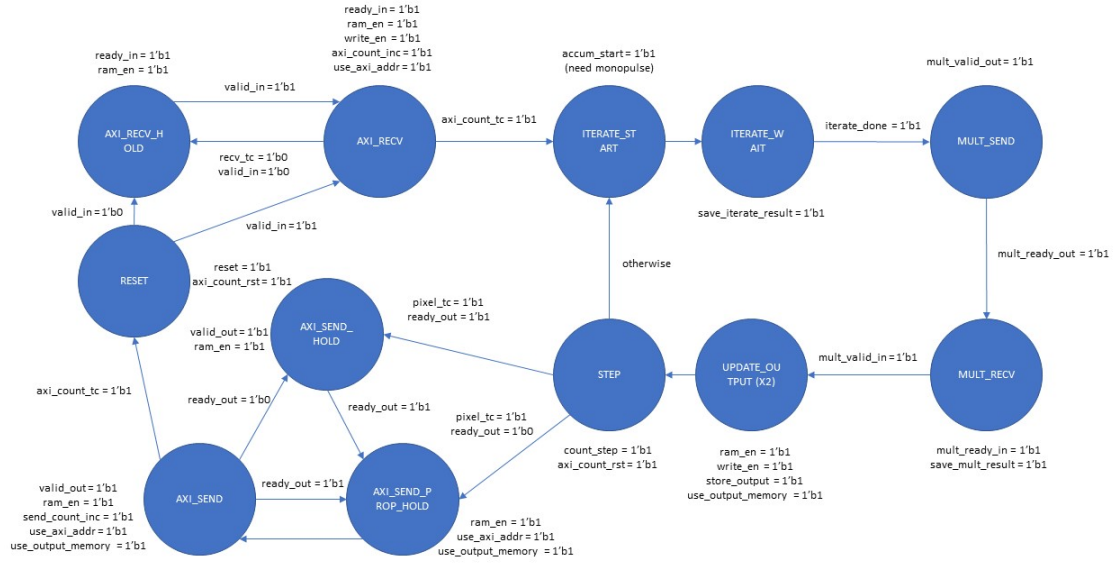 ready_in = 1'b1
ram_en = 1'b1
write_en = 1'b1
axi_count_inc = 1'b1
use_axi_addr = 1'b1
ready_in = 1'b1
ram_en = 1'b1
accum_start = 1'b1
(need monopulse)
mult_valid_out = 1'b1
valid_in = 1'b1
AXI_RECV_H
OLD
AXI_RECV
axi_count_tc = 1'b1
ITERATE_ST
ART
ITERATE_W
AIT
iterate_done = 1'b1
MULT_SEND
recv_tc = 1'b0
valid_in = 1'b0
valid_in = 1'b0
valid_in = 1'b1
save_iterate_result = 1'b1
RESET
reset = 1'b1
axi_count_rst = 1'b1
otherwise
mult_ready_out = 1'b1
pixel_tc = 1'b1
ready_out = 1'b1
AXI_SEND_
HOLD
valid_out = 1'b1
ram_en = 1'b1
axi_count_tc = 1'b1
ready_out = 1'b0
ready_out = 1'b1
STEP
UPDATE_OU
TPUT (X2)
mult_valid_in = 1'b1
MULT_RECV
pixel_tc = 1'b1
ready_out = 1'b0
count_step = 1'b1
axi_count_rst = 1'b1
ram_en = 1'b1
write_en = 1'b1
store_output = 1'b1
use_output_memory = 1'b1
mult_ready_in = 1'b1
save_mult_result = 1'b1
valid_out = 1'b1
ram_en = 1'b1
send_count_inc = 1'b1
use_axi_addr = 1'b1
use_output_memory = 1'b1
AXI_SEND
ready_out = 1'b1
AXI_SEND_P
ROP_HOLD
ram_en = 1'b1
use_axi_addr = 1'b1
use_output_memory = 1'b1